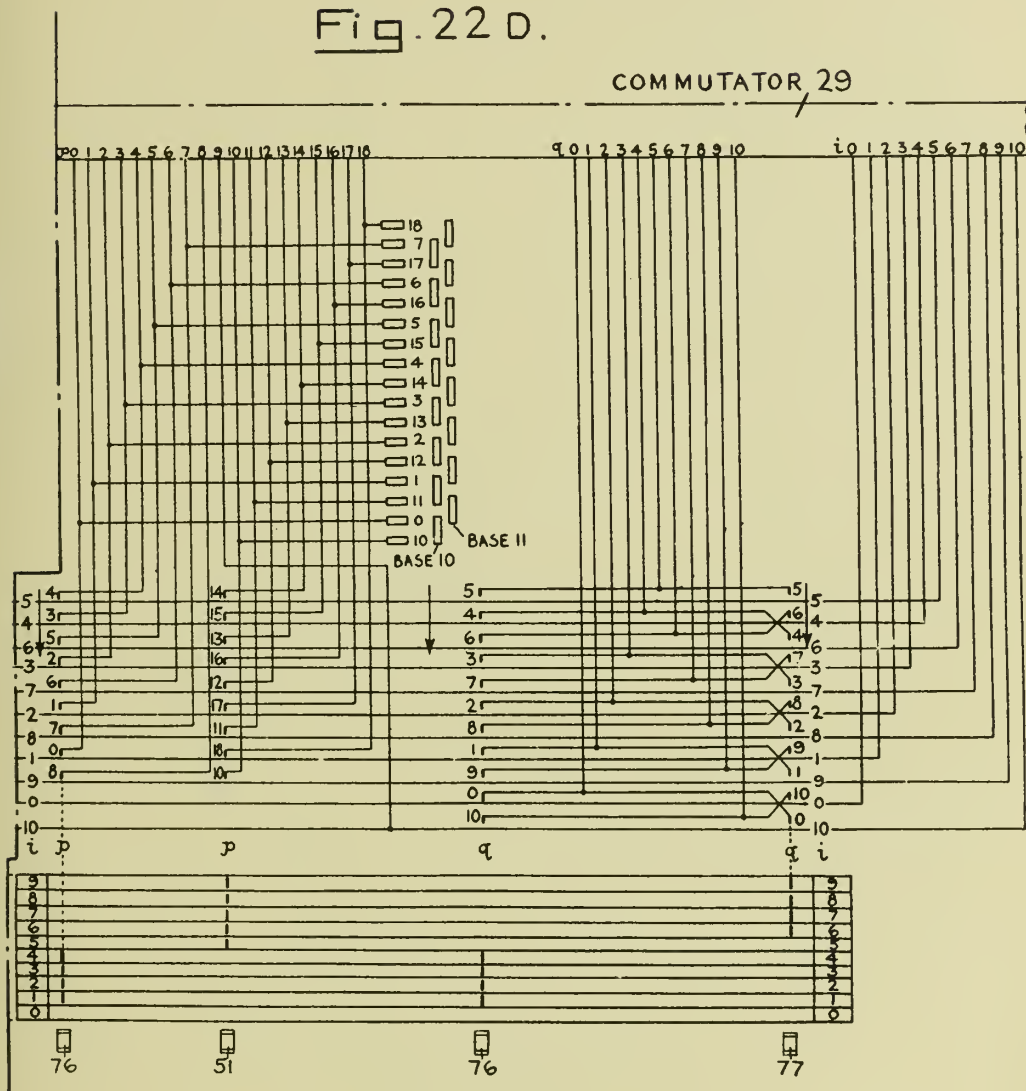 Fig. 22 D.
COMMUTATOR 29
p 0 1 2 3 4 5 6 7 8 9 10 11 12 13 14 15 16 17 18
q 0 1 2 3 4 5 6 7 8 9 10
i 0 1 2 3 4 5 6 7 8 9 10
18
7
17
6
16
5
15
4
14
3
13
2
12
1
11
0
10
BASE 11
BASE 10
4 14 5 5
5 5
3 15 4 6
4 4
5 13 6 4
6 6
2 16 3 7
3 3
6 12 7 3
7 7
1 17 2 8
2 2
7 11 8 2
8 8
0 18 1 9
1 1
8 10 9 1
9 9
0 10
0 0
10 0
10 10
i p p q q i
9 9
8 8
7 7
6 6
5 5
4 4
3 3
2 2
1 1
0 0
76 51 76 77